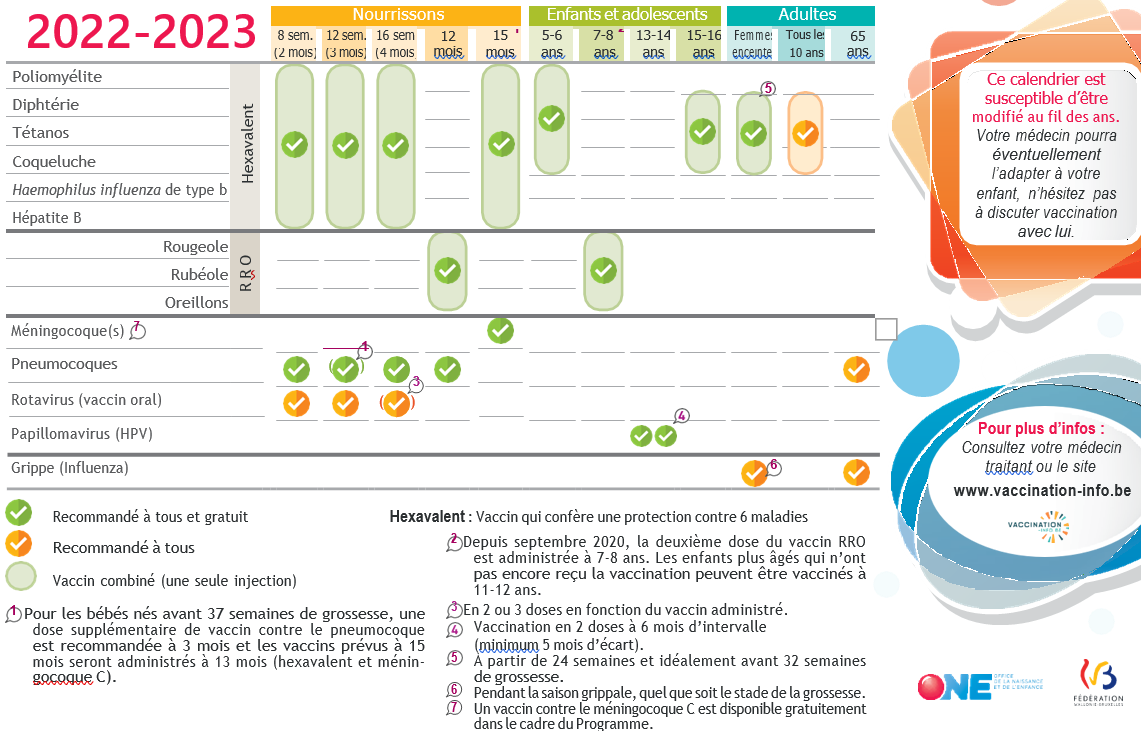 2022-2023
Nourrissons
Enfants et adolescents
Adultes
8 sem. 12 sem. 16 sem 12 15 5-6 7-8 13-14 15-16 Femmes Tous les 65
(2 mois) (3 mois) (4 mois mois mois ans ans ans ans enceinte 10 ans ans
Poliomyélite
Diphtérie
Tétanos
Coqueluche
Haemophilus influenza de type b
Hépatite B
Hexavalent
5
Rougeole
Rubéole
Oreillons
RRO
Méningocoque(s) 7
Pneumocoques
1
Rotavirus (vaccin oral)
3
Papillomavirus (HPV)
4
Grippe (Influenza)
6
Recommandé à tous et gratuit
Recommandé à tous
Vaccin combiné (une seule injection)
1 Pour les bébés nés avant 37 semaines de grossesse, une
dose supplémentaire de vaccin contre le pneumocoque
est recommandée à 3 mois et les vaccins prévus à 15
mois seront administrés à 13 mois (hexavalent et ménin-
gocoque C).
Hexavalent : Vaccin qui confère une protection contre 6 maladies
2 Depuis septembre 2020, la deuxième dose du vaccin RRO
est administrée à 7-8 ans. Les enfants plus âgés qui n'ont
pas encore reçu la vaccination peuvent être vaccinés à
11-12 ans.
3 En 2 ou 3 doses en fonction du vaccin administré.
4 Vaccination en 2 doses à 6 mois d'intervalle
(minimum 5 mois d'écart).
5 À partir de 24 semaines et idéalement avant 32 semaines
de grossesse.
6 Pendant la saison grippale, quel que soit le stade de la grossesse.
7 Un vaccin contre le méningocoque C est disponible gratuitement
dans le cadre du Programme.
Ce calendrier est
susceptible d'être
modifié au fil des ans.
Votre médecin pourra
éventuellement
l'adapter à votre
enfant, n'hésitez pas
à discuter vaccination
avec lui.
Pour plus d'infos :
Consultez votre médecin
traitant ou le site
www.vaccination-info.be
VACCINATION
-INFO.BE
ONE
OFFICE
DE LA NAISSANCE
ET DE L'ENFANCE
FÉDÉRATION
WALLONIE-BRUXELLES